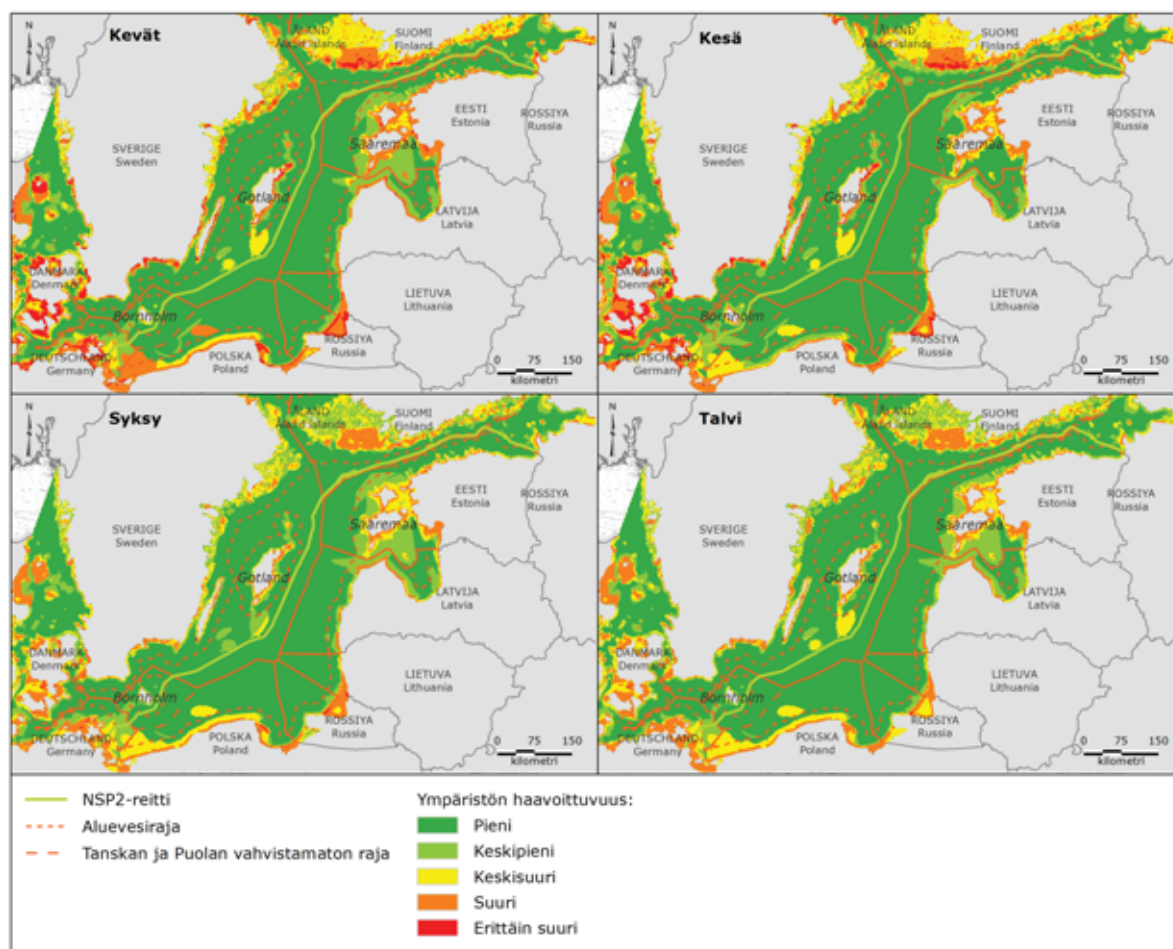 N
Kevät
ÅLAND
Åland islands
SUOMI
Finland
SVERIGE
Sweden
EESTI
Estonia
ROSSIYA
Russia
Saaremaa
Gotland
LATVIJA
Latvia
DANMARK
Denmark
LIETUVA
Lithuania
Bornholm
DEUTSCHLAND
Germany
POLSKA
Poland
ROSSIYA
Russia
0 75 150
kilometri
N
Kesä
ÅLAND
Åland islands
SUOMI
Finland
SVERIGE
Sweden
EESTI
Estonia
ROSSIYA
Russia
Saaremaa
Gotland
LATVIJA
Latvia
DANMARK
Denmark
LIETUVA
Lithuania
Bornholm
DEUTSCHLAND
Germany
POLSKA
Poland
ROSSIYA
Russia
0 75 150
kilometri
N
Syksy
ÅLAND
Åland islands
SUOMI
Finland
SVERIGE
Sweden
EESTI
Estonia
ROSSIYA
Russia
Saaremaa
Gotland
LATVIJA
Latvia
DANMARK
Denmark
LIETUVA
Lithuania
Bornholm
DEUTSCHLAND
Germany
POLSKA
Poland
ROSSIYA
Russia
0 75 150
kilometri
N
Talvi
ÅLAND
Åland islands
SUOMI
Finland
SVERIGE
Sweden
EESTI
Estonia
ROSSIYA
Russia
Saaremaa
Gotland
LATVIJA
Latvia
DANMARK
Denmark
LIETUVA
Lithuania
Bornholm
DEUTSCHLAND
Germany
POLSKA
Poland
ROSSIYA
Russia
0 75 150
kilometri
NSP2-reitti
Aluevesiraja
Tanskan ja Puolan vahvistamaton raja
Ympäristön haavoittuvuus:
Pieni
Keskipieni
Keskisuuri
Suuri
Erittäin suuri